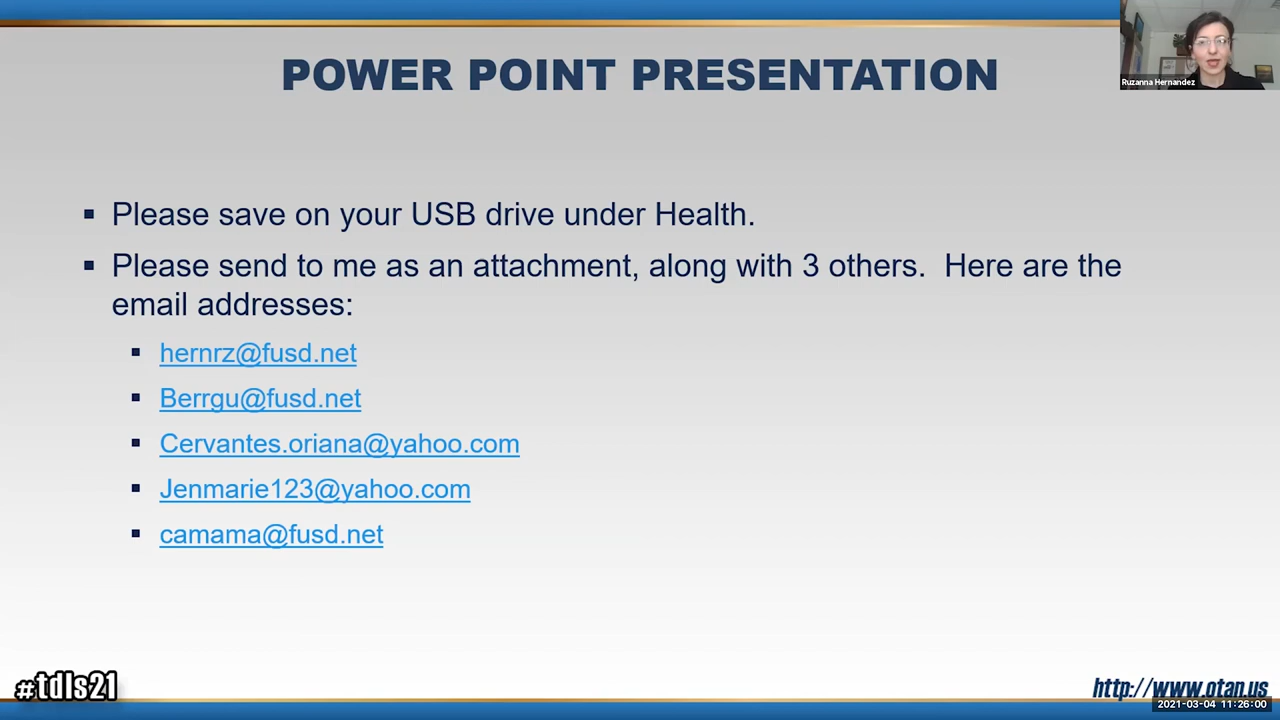 POWER POINT PRESENTATION
Ruzanna Hernandez
Please save on your USB drive under Health.
Please send to me as an attachment, along with 3 others. Here are the
email addresses:
hernrz@fusd.net
Berrgu@fusd.net
Cervantes.oriana@yahoo.com
Jenmarie123@yahoo.com
camama@fusd.net
#tdls21
http://www.otan.us
2021-03-04 11:26:00